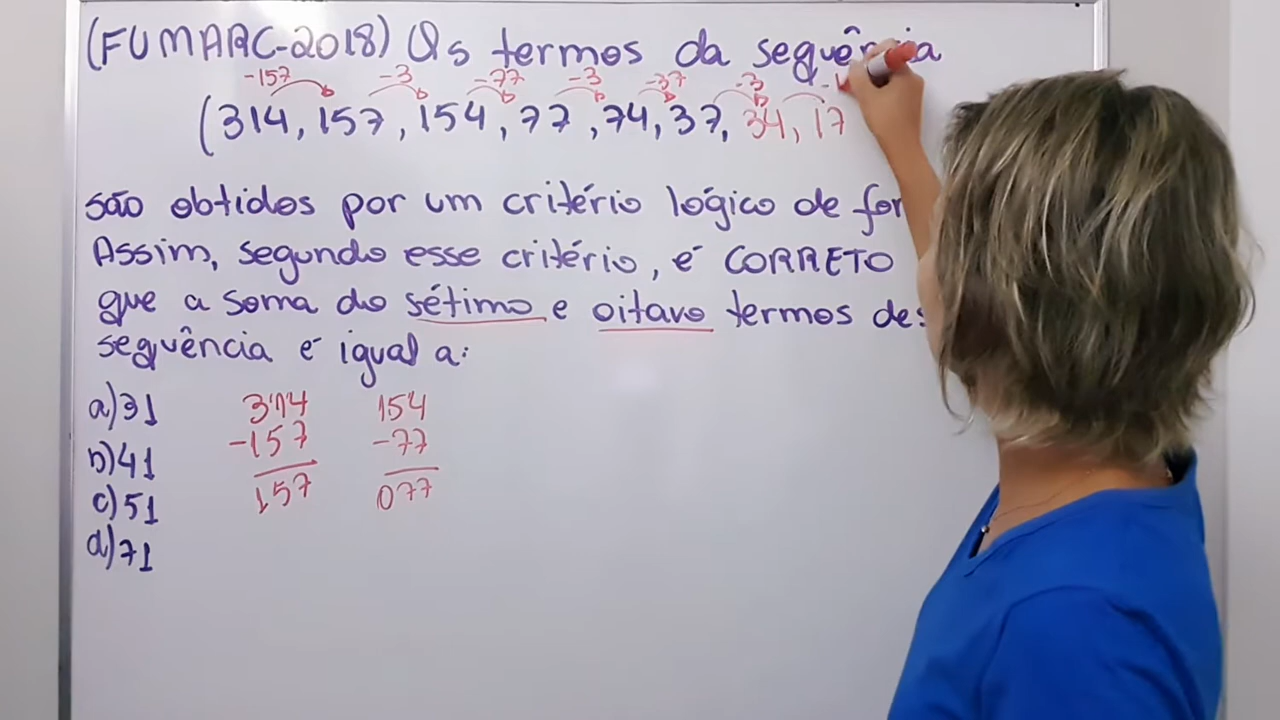 (FUMARC-2018) Os termos da sequência
-157 -3 -77 -3 -37 -3
(314, 157, 154, 77, 74, 37, 34, 17
são obtidos por um critério lógico de for
Assim, segundo esse critério, é CORRETO
que a soma do sétimo e oitavo termos des
sequência é igual a:
a) 31
b) 41
c) 51
d) 71
314
-157
157
154
-77
077